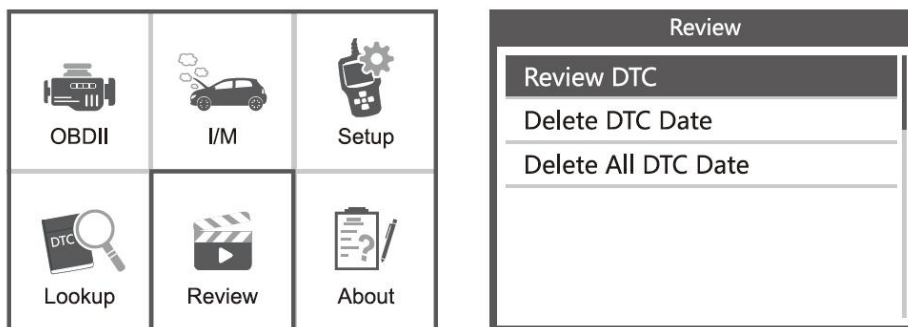 OBDII
I/M
Setup
DTC
Lookup
Review
About
Review
Review DTC
Delete DTC Date
Delete All DTC Date